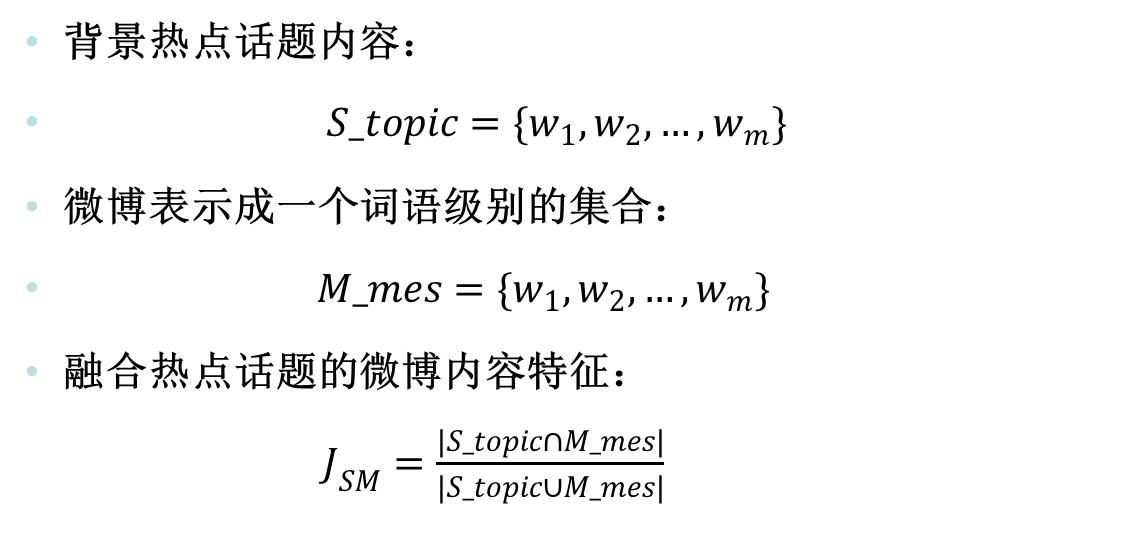 • 背景热点话题内容：
• S_topic = {w₁, w₂, … , wₘ}
• 微博表示成一个词语级别的集合：
• M_mes = {w₁, w₂, … , wₘ}
• 融合热点话题的微博内容特征：
J_SM = |S_topic∩M_mes| / |S_topic∪M_mes|